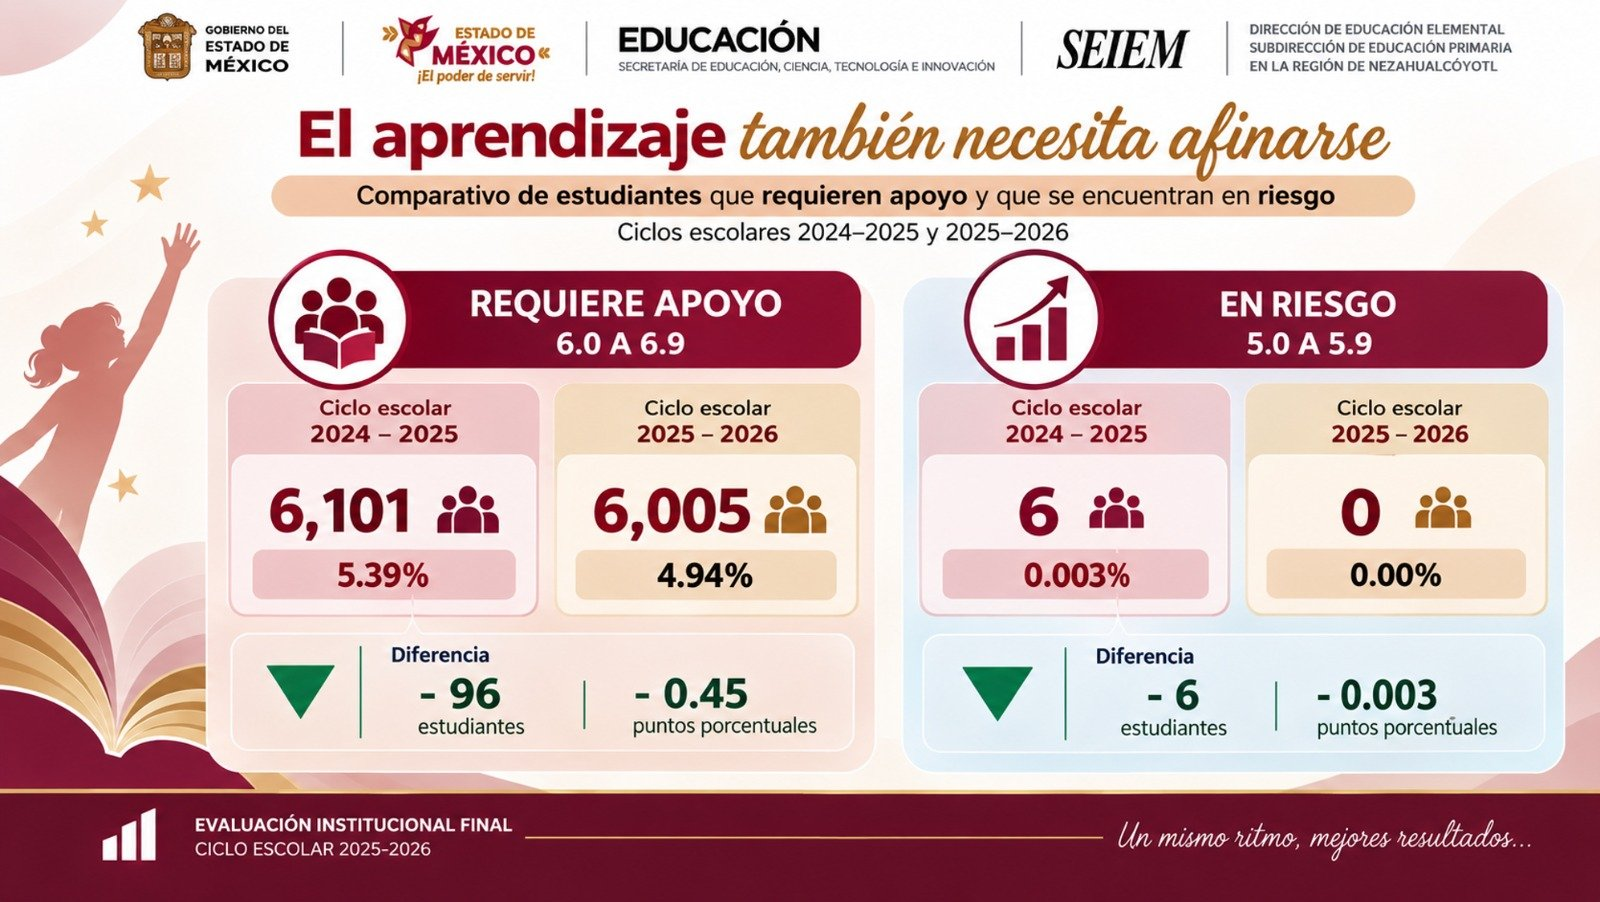 GOBIERNO DEL
ESTADO DE
MÉXICO
ESTADO DE
MÉXICO
¡El poder de servir!
EDUCACIÓN
SECRETARÍA DE EDUCACIÓN, CIENCIA, TECNOLOGÍA E INNOVACIÓN
SEIEM
DIRECCIÓN DE EDUCACIÓN ELEMENTAL
SUBDIRECCIÓN DE EDUCACIÓN PRIMARIA
EN LA REGIÓN DE NEZAHUALCÓYOTL
El aprendizaje también necesita afinarse
Comparativo de estudiantes que requieren apoyo y que se encuentran en riesgo
Ciclos escolares 2024–2025 y 2025–2026
REQUIERE APOYO
6.0 A 6.9
Ciclo escolar
2024 – 2025
6,101
5.39%
Ciclo escolar
2025 – 2026
6,005
4.94%
Diferencia
- 96
estudiantes
- 0.45
puntos porcentuales
EN RIESGO
5.0 A 5.9
Ciclo escolar
2024 – 2025
6
0.003%
Ciclo escolar
2025 – 2026
0
0.00%
Diferencia
- 6
estudiantes
- 0.003
puntos porcentuales
EVALUACIÓN INSTITUCIONAL FINAL
CICLO ESCOLAR 2025-2026
Un mismo ritmo, mejores resultados...